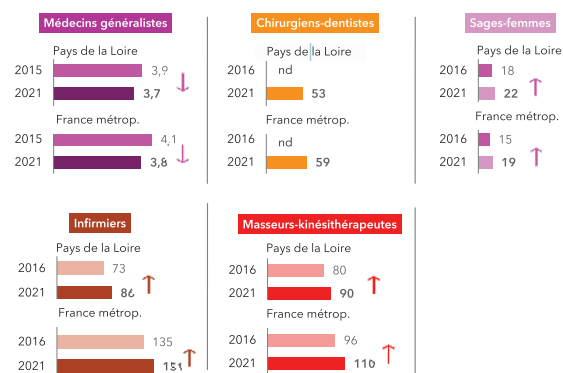 Médecins généralistes
Pays de la Loire
2015 3,9
2021 3,7
France métrop.
2015 4,1
2021 3,8
Chirurgiens-dentistes
Pays de la Loire
2016 nd
2021 53
France métrop.
2016 nd
2021 59
Sages-femmes
Pays de la Loire
2016 18
2021 22
France métrop.
2016 15
2021 19
Infirmiers
Pays de la Loire
2016 73
2021 86
France métrop.
2016 135
2021 151
Masseurs-kinésithérapeutes
Pays de la Loire
2016 80
2021 90
France métrop.
2016 96
2021 110